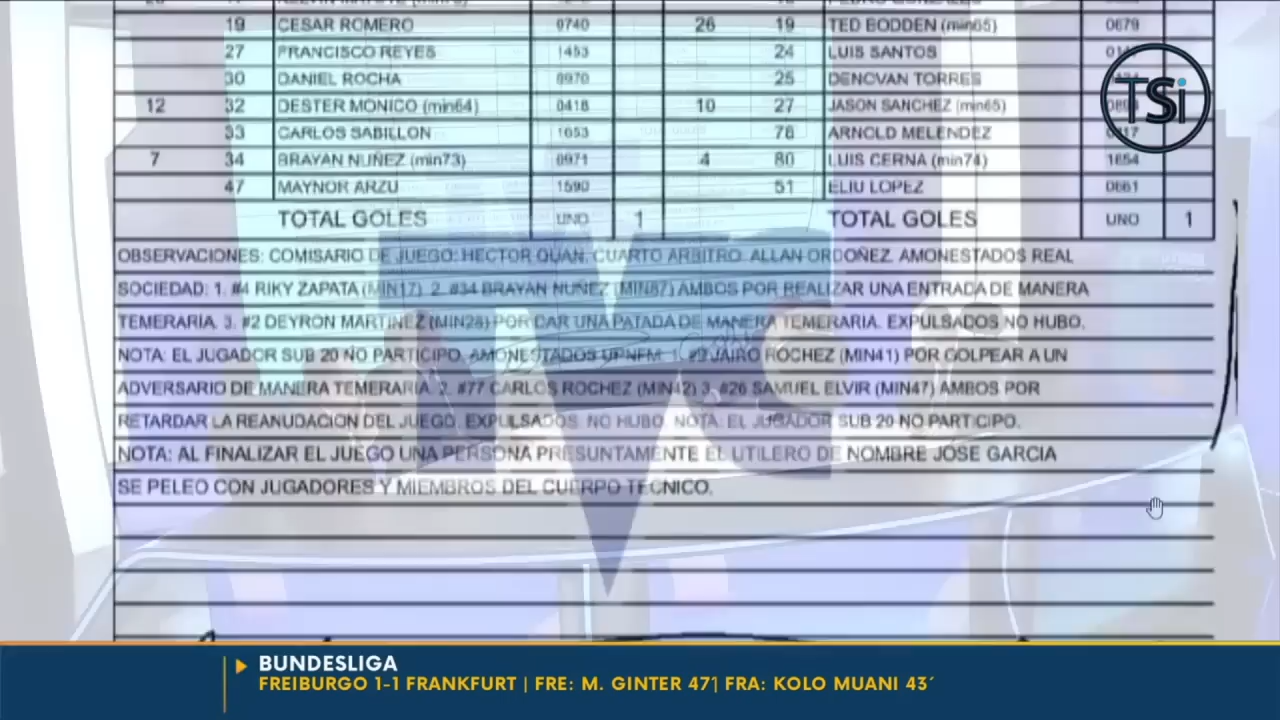 19 CESAR ROMERO 0740 26 19 TED BODDEN (min65) 0679
27 FRANCISCO REYES 1453 24 LUIS SANTOS
30 DANIEL ROCHA 0970 25 DENOVAN TORRES
12 32 DESTER MONICO (min64) 0418 10 27 JASON SANCHEZ (min65)
33 CARLOS SABILLON 1653 78 ARNOLD MELENDEZ
7 34 BRAYAN NUÑEZ (min73) 0971 4 80 LUIS CERNA (min74) 1654
47 MAYNOR ARZU 1590 51 ELIU LOPEZ 0661
TOTAL GOLES UNO 1 TOTAL GOLES UNO 1
OBSERVACIONES: COMISARIO DE JUEGO: HECTOR QUAN. CUARTO ARBITRO. ALLAN ORDOÑEZ. AMONESTADOS REAL
SOCIEDAD: 1. #4 RIKY ZAPATA (MIN17) 2. #34 BRAYAN NUÑEZ (MIN87) AMBOS POR REALIZAR UNA ENTRADA DE MANERA
TEMERARIA. 3. #2 DEYRON MARTINEZ (MIN28) POR DAR UNA PATADA DE MANERA TEMERARIA. EXPULSADOS NO HUBO.
NOTA: EL JUGADOR SUB 20 NO PARTICIPO. AMONESTADOS UPNFM. 1. #9 JAIRO ROCHEZ (MIN41) POR GOLPEAR A UN
ADVERSARIO DE MANERA TEMERARIA. 2. #77 CARLOS ROCHEZ (MIN42) 3. #26 SAMUEL ELVIR (MIN47) AMBOS POR
RETARDAR LA REANUDACION DEL JUEGO. EXPULSADOS. NO HUBO. NOTA: EL JUGADOR SUB 20 NO PARTICIPO.
NOTA: AL FINALIZAR EL JUEGO UNA PERSONA PRESUNTAMENTE EL UTILERO DE NOMBRE JOSE GARCIA
SE PELEO CON JUGADORES Y MIEMBROS DEL CUERPO TECNICO.
TSi
BUNDESLIGA
FREIBURGO 1-1 FRANKFURT | FRE: M. GINTER 47'| FRA: KOLO MUANI 43´